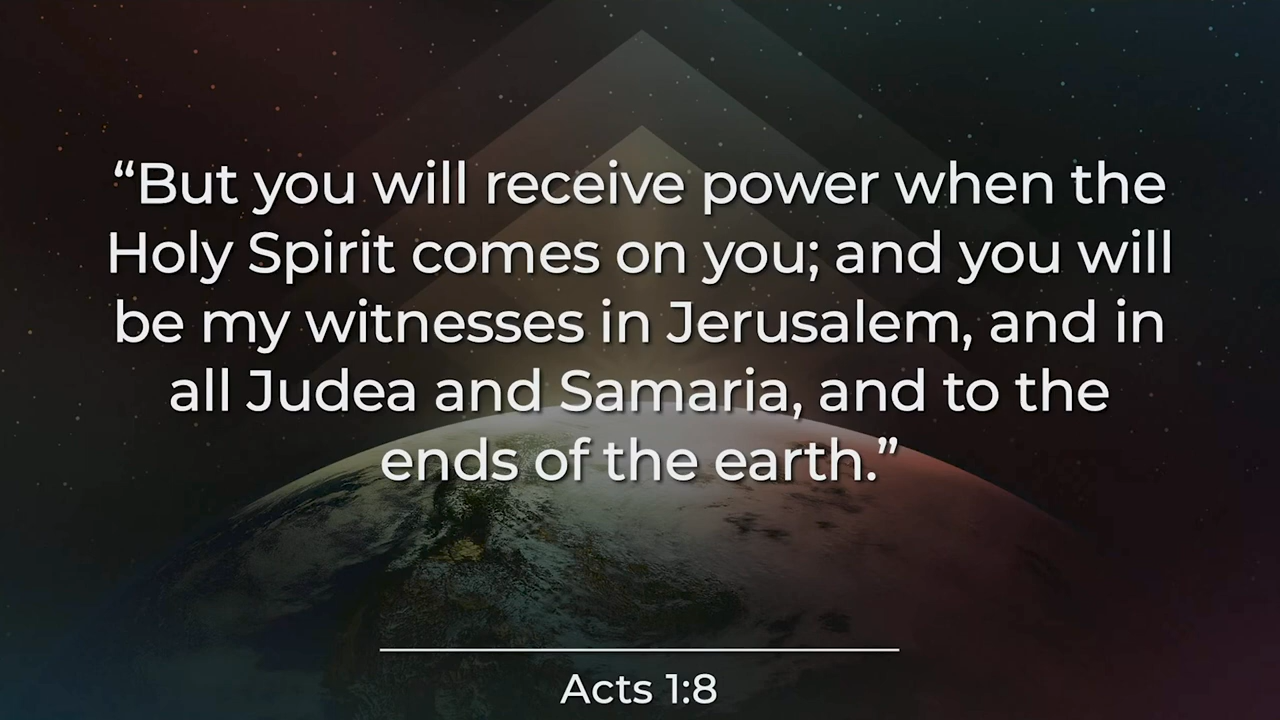 “But you will receive power when the
Holy Spirit comes on you; and you will
be my witnesses in Jerusalem, and in
all Judea and Samaria, and to the
ends of the earth.”
Acts 1:8